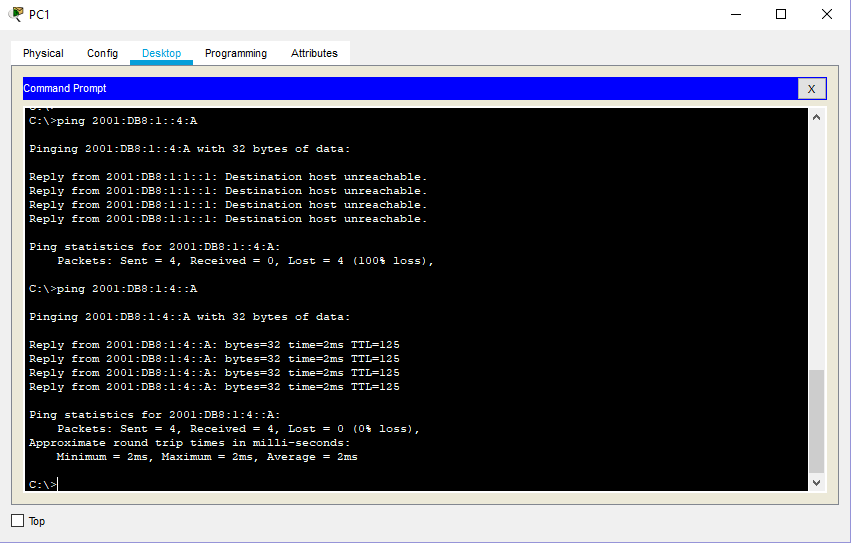 PC1
Physical Config Desktop Programming Attributes
Command Prompt X
C:\>ping 2001:DB8:1::4:A
Pinging 2001:DB8:1::4:A with 32 bytes of data:
Reply from 2001:DB8:1:1::1: Destination host unreachable.
Reply from 2001:DB8:1:1::1: Destination host unreachable.
Reply from 2001:DB8:1:1::1: Destination host unreachable.
Reply from 2001:DB8:1:1::1: Destination host unreachable.
Ping statistics for 2001:DB8:1::4:A:
Packets: Sent = 4, Received = 0, Lost = 4 (100% loss),
C:\>ping 2001:DB8:1:4::A
Pinging 2001:DB8:1:4::A with 32 bytes of data:
Reply from 2001:DB8:1:4::A: bytes=32 time=2ms TTL=125
Reply from 2001:DB8:1:4::A: bytes=32 time=2ms TTL=125
Reply from 2001:DB8:1:4::A: bytes=32 time=2ms TTL=125
Reply from 2001:DB8:1:4::A: bytes=32 time=2ms TTL=125
Ping statistics for 2001:DB8:1:4::A:
Packets: Sent = 4, Received = 4, Lost = 0 (0% loss),
Approximate round trip times in milli-seconds:
Minimum = 2ms, Maximum = 2ms, Average = 2ms
C:\>
Top